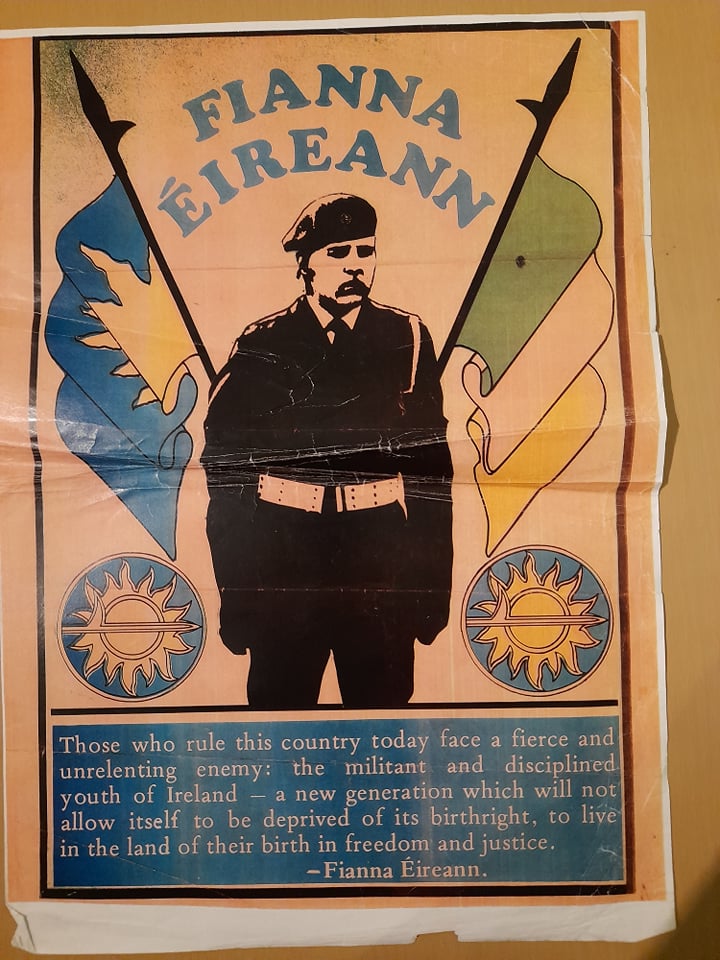 FIANNA
ÉIREANN
Those who rule this country today face a fierce and
unrelenting enemy: the militant and disciplined
youth of Ireland — a new generation which will not
allow itself to be deprived of its birthright, to live
in the land of their birth in freedom and justice.
–Fianna Éireann.